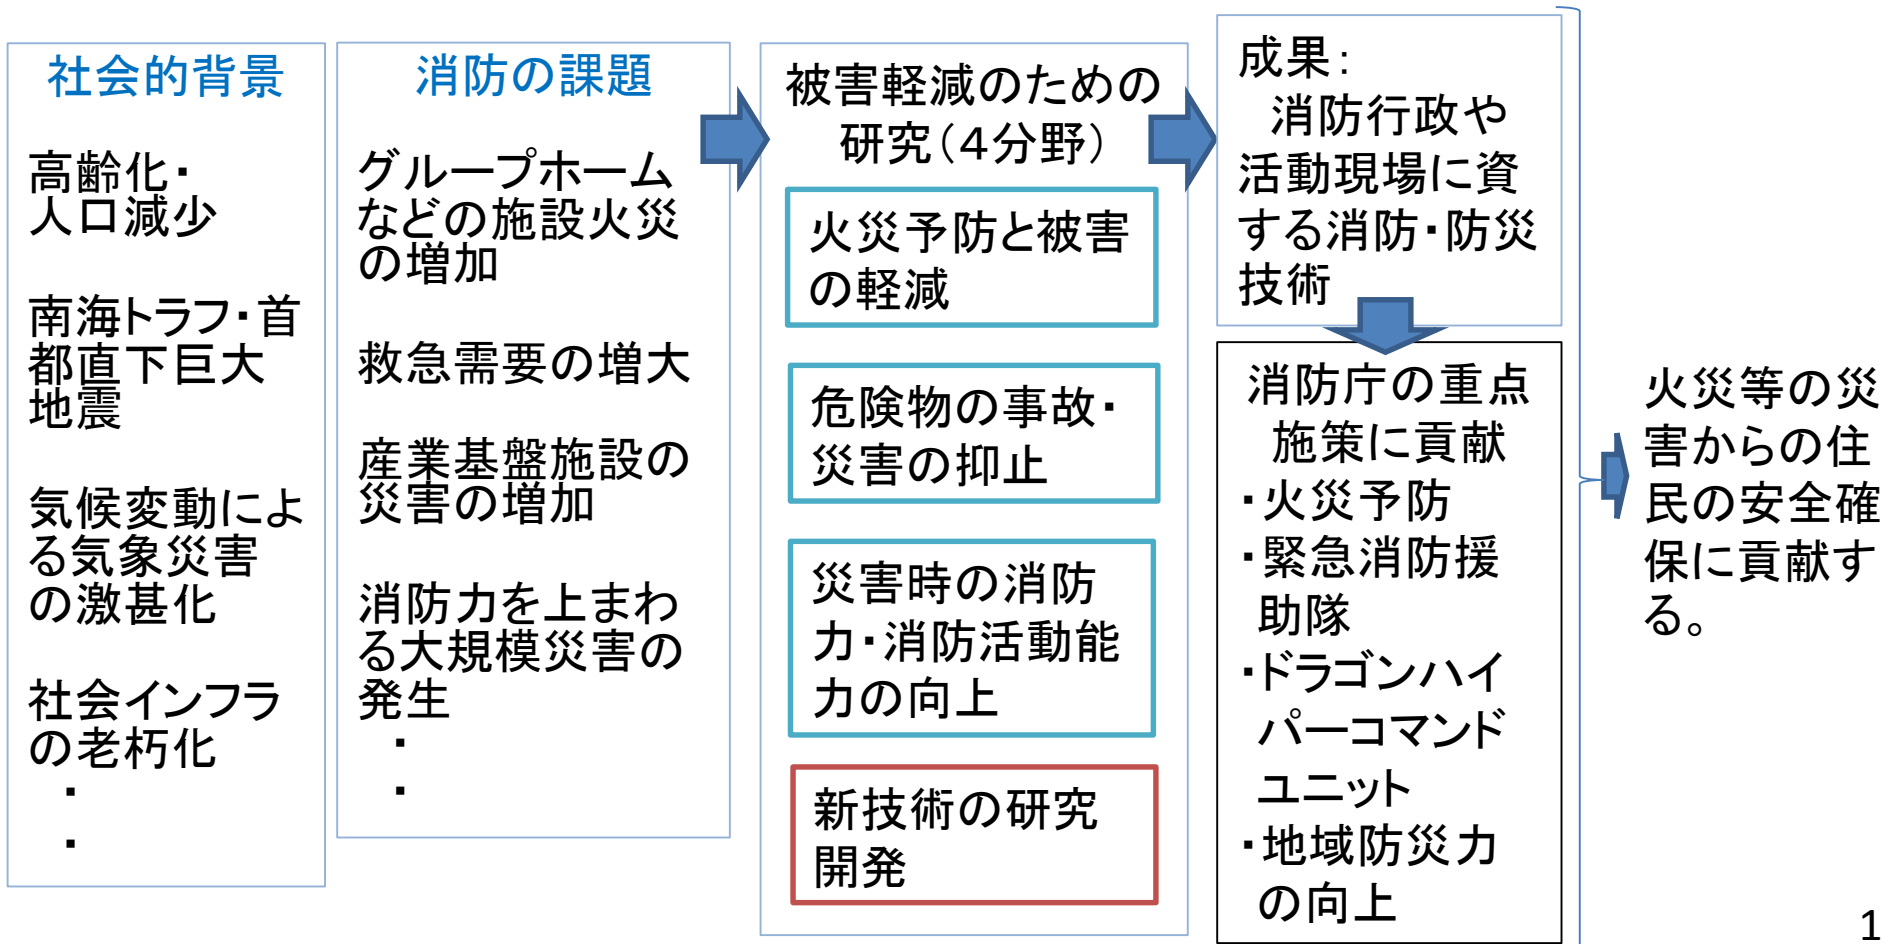 社会的背景
高齢化・
人口減少
南海トラフ・首
都直下巨大
地震
気候変動によ
る気象災害
の激甚化
社会インフラ
の老朽化
・
・
消防の課題
グループホーム
などの施設火災
の増加
救急需要の増大
産業基盤施設の
災害の増加
消防力を上まわ
る大規模災害の
発生
・
・
被害軽減のための
研究（４分野）
火災予防と被害
の軽減
危険物の事故・
災害の抑止
災害時の消防
力・消防活動能
力の向上
新技術の研究
開発
成果：
消防行政や
活動現場に資
する消防・防災
技術
消防庁の重点
施策に貢献
・火災予防
・緊急消防援
助隊
・ドラゴンハイ
パーコマンド
ユニット
・地域防災力
の向上
火災等の災
害からの住
民の安全確
保に貢献す
る。
1